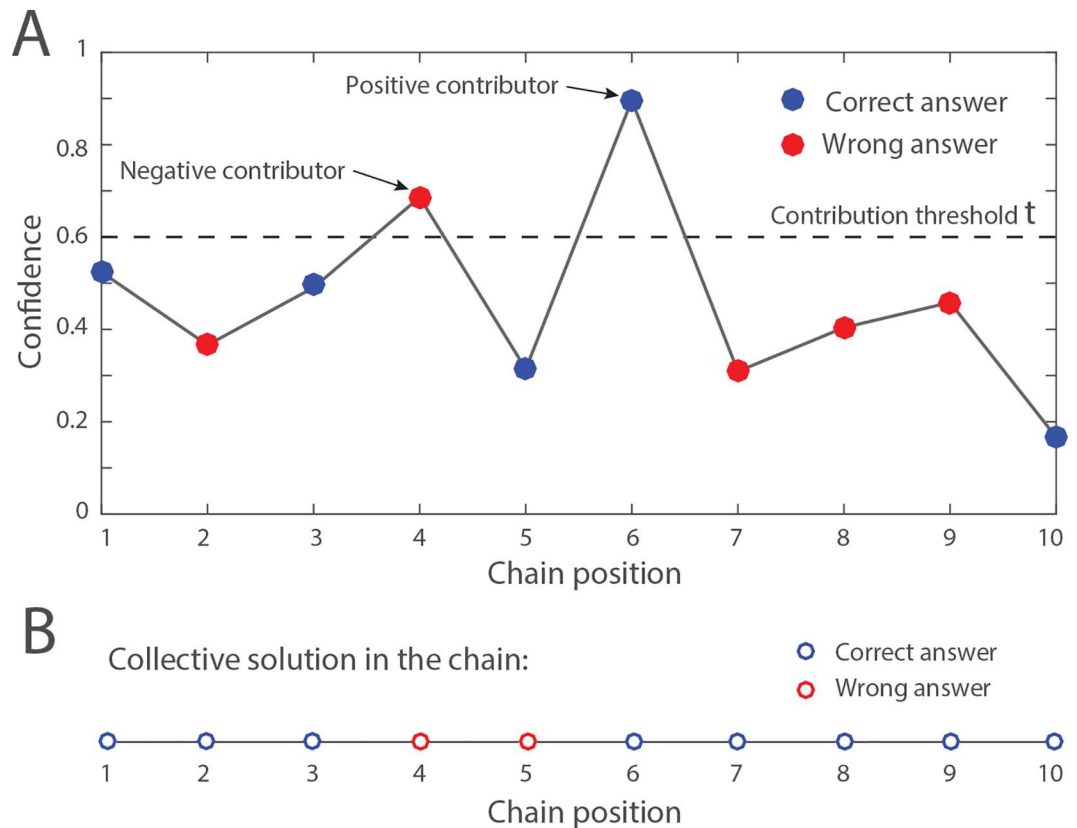 A
1
0.8
0.6
0.4
0.2
0
Confidence
Positive contributor
Negative contributor
Correct answer
Wrong answer
Contribution threshold t
1 2 3 4 5 6 7 8 9 10
Chain position
B
Collective solution in the chain:
Correct answer
Wrong answer
1 2 3 4 5 6 7 8 9 10
Chain position